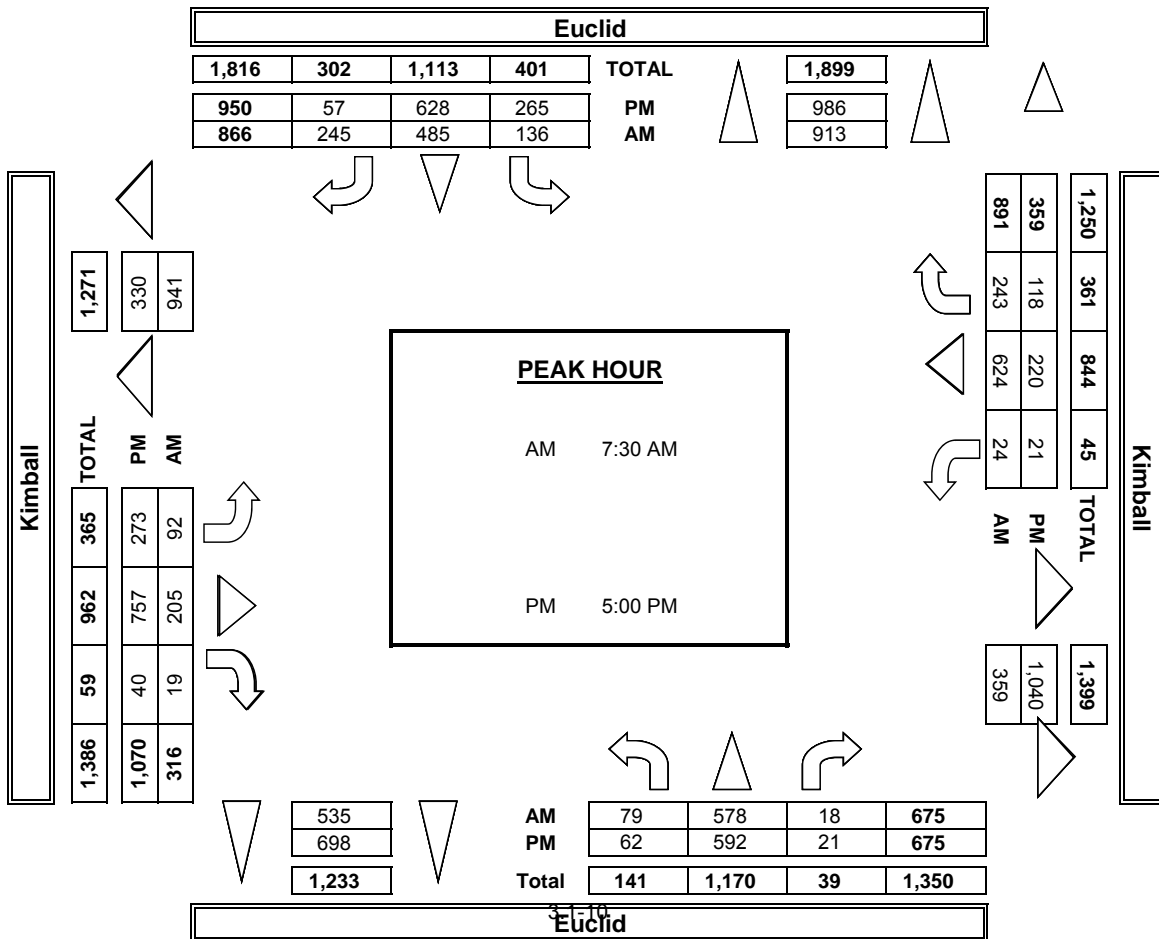 Euclid
1,816 302 1,113 401 TOTAL 1,899
950 57 628 265 PM 986
866 245 485 136 AM 913
Kimball
1,271
330
941
TOTAL
PM
AM
365 962 59 1,386
273 757 40 1,070
92 205 19 316
PEAK HOUR
AM 7:30 AM
PM 5:00 PM
1,250 361 844 45 TOTAL 1,399
359 118 220 21 PM 1,040
891 243 624 24 AM 359
Kimball
535 AM 79 578 18 675
698 PM 62 592 21 675
1,233 Total 141 1,170 39 1,350
3.1-10
Euclid